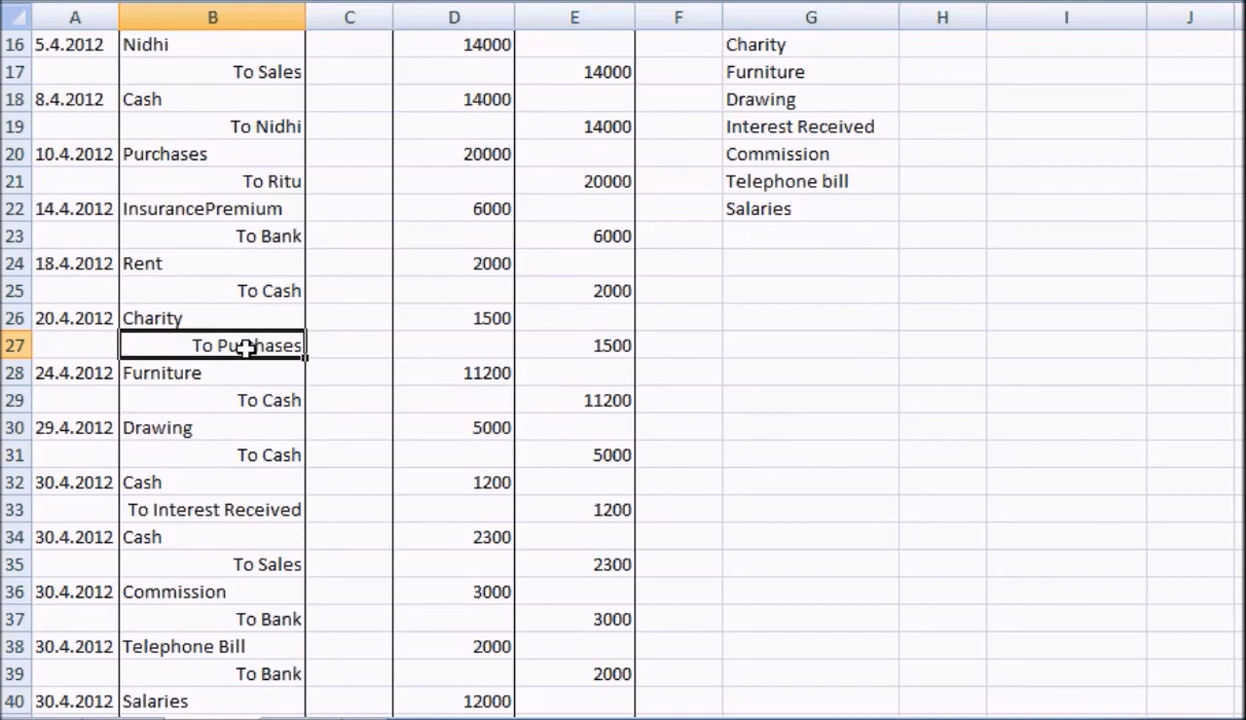 A B C D E F G H I J
16 5.4.2012 Nidhi 14000 Charity
17 To Sales 14000 Furniture
18 8.4.2012 Cash 14000 Drawing
19 To Nidhi 14000 Interest Received
20 10.4.2012 Purchases 20000 Commission
21 To Ritu 20000 Telephone bill
22 14.4.2012 InsurancePremium 6000 Salaries
23 To Bank 6000
24 18.4.2012 Rent 2000
25 To Cash 2000
26 20.4.2012 Charity 1500
27 To Purchases 1500
28 24.4.2012 Furniture 11200
29 To Cash 11200
30 29.4.2012 Drawing 5000
31 To Cash 5000
32 30.4.2012 Cash 1200
33 To Interest Received 1200
34 30.4.2012 Cash 2300
35 To Sales 2300
36 30.4.2012 Commission 3000
37 To Bank 3000
38 30.4.2012 Telephone Bill 2000
39 To Bank 2000
40 30.4.2012 Salaries 12000